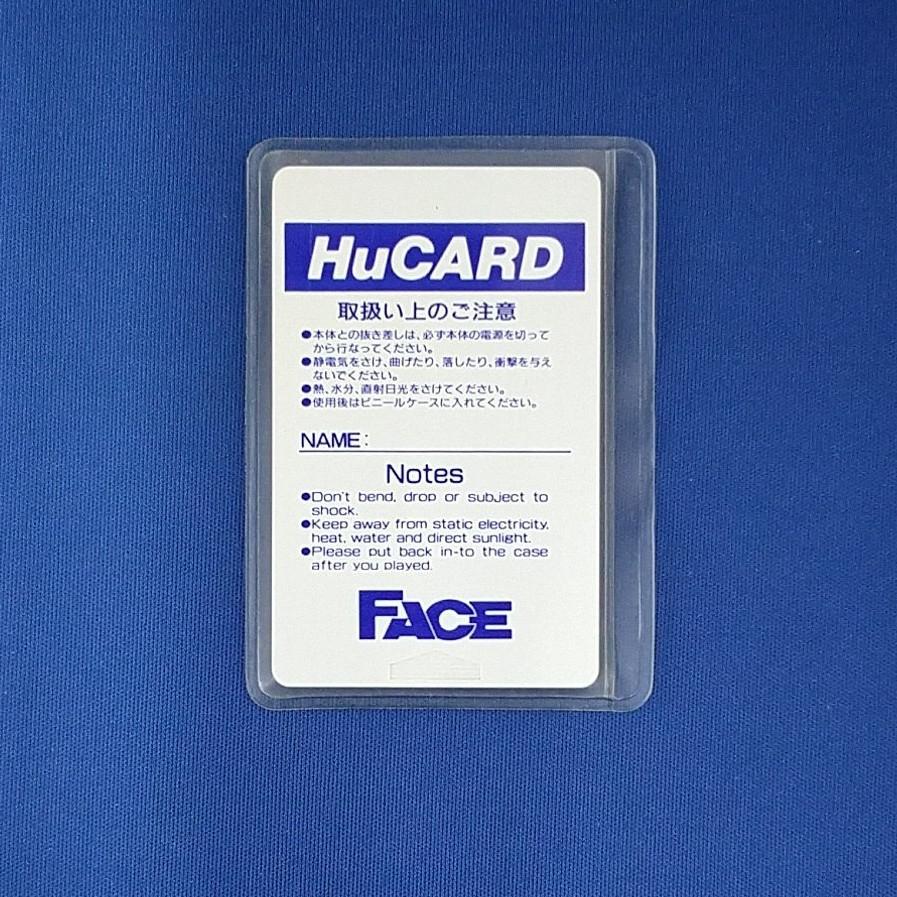 HuCARD
取扱い上のご注意
●本体との抜き差しは、必ず本体の電源を切って
から行なってください。
●静電気をさけ、曲げたり、落したり、衝撃を与え
ないでください。
●熱、水分、直射日光をさけてください。
●使用後はビニールケースに入れてください。
NAME:
Notes
●Don't bend, drop or subject to
shock.
●Keep away from static electricity,
heat, water and direct sunlight.
●Please put back in-to the case
after you played.
FACE